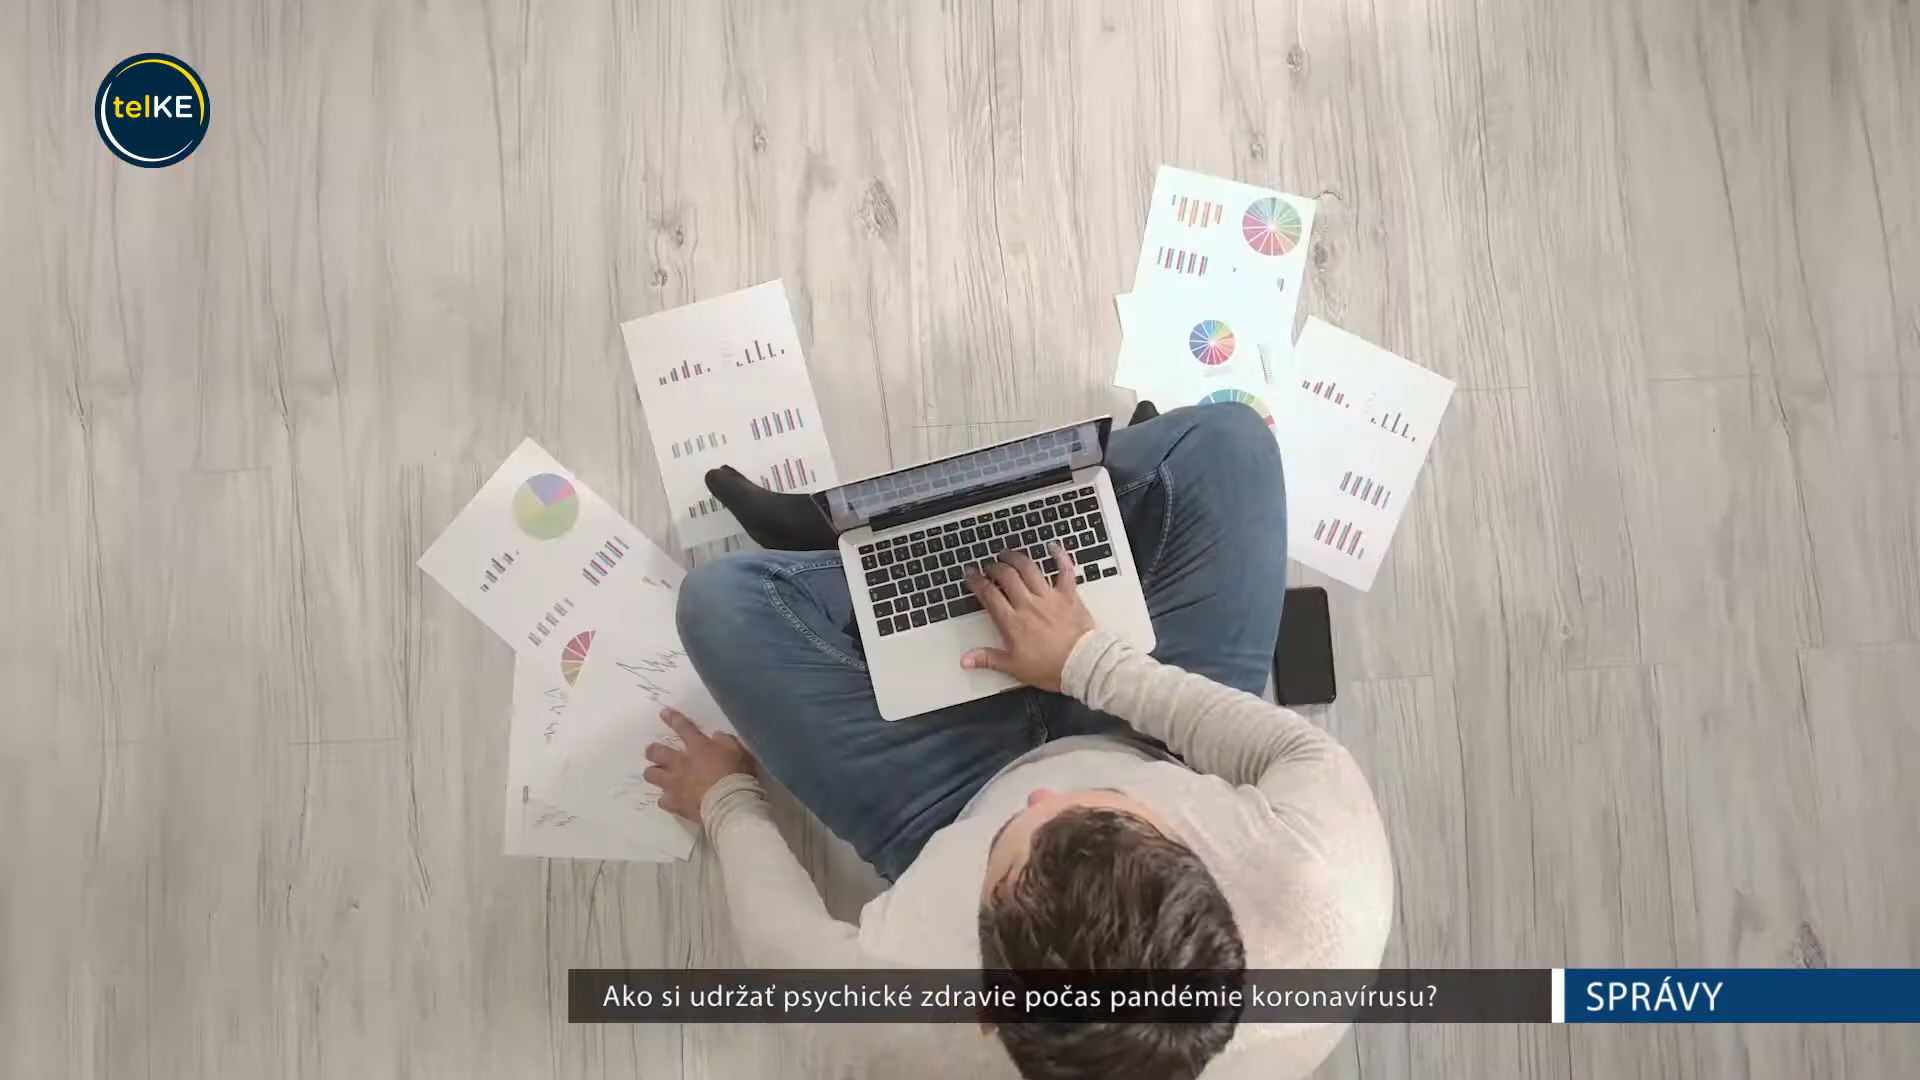 telKE
Ako si udržať psychické zdravie počas pandémie koronavírusu?
SPRÁVY